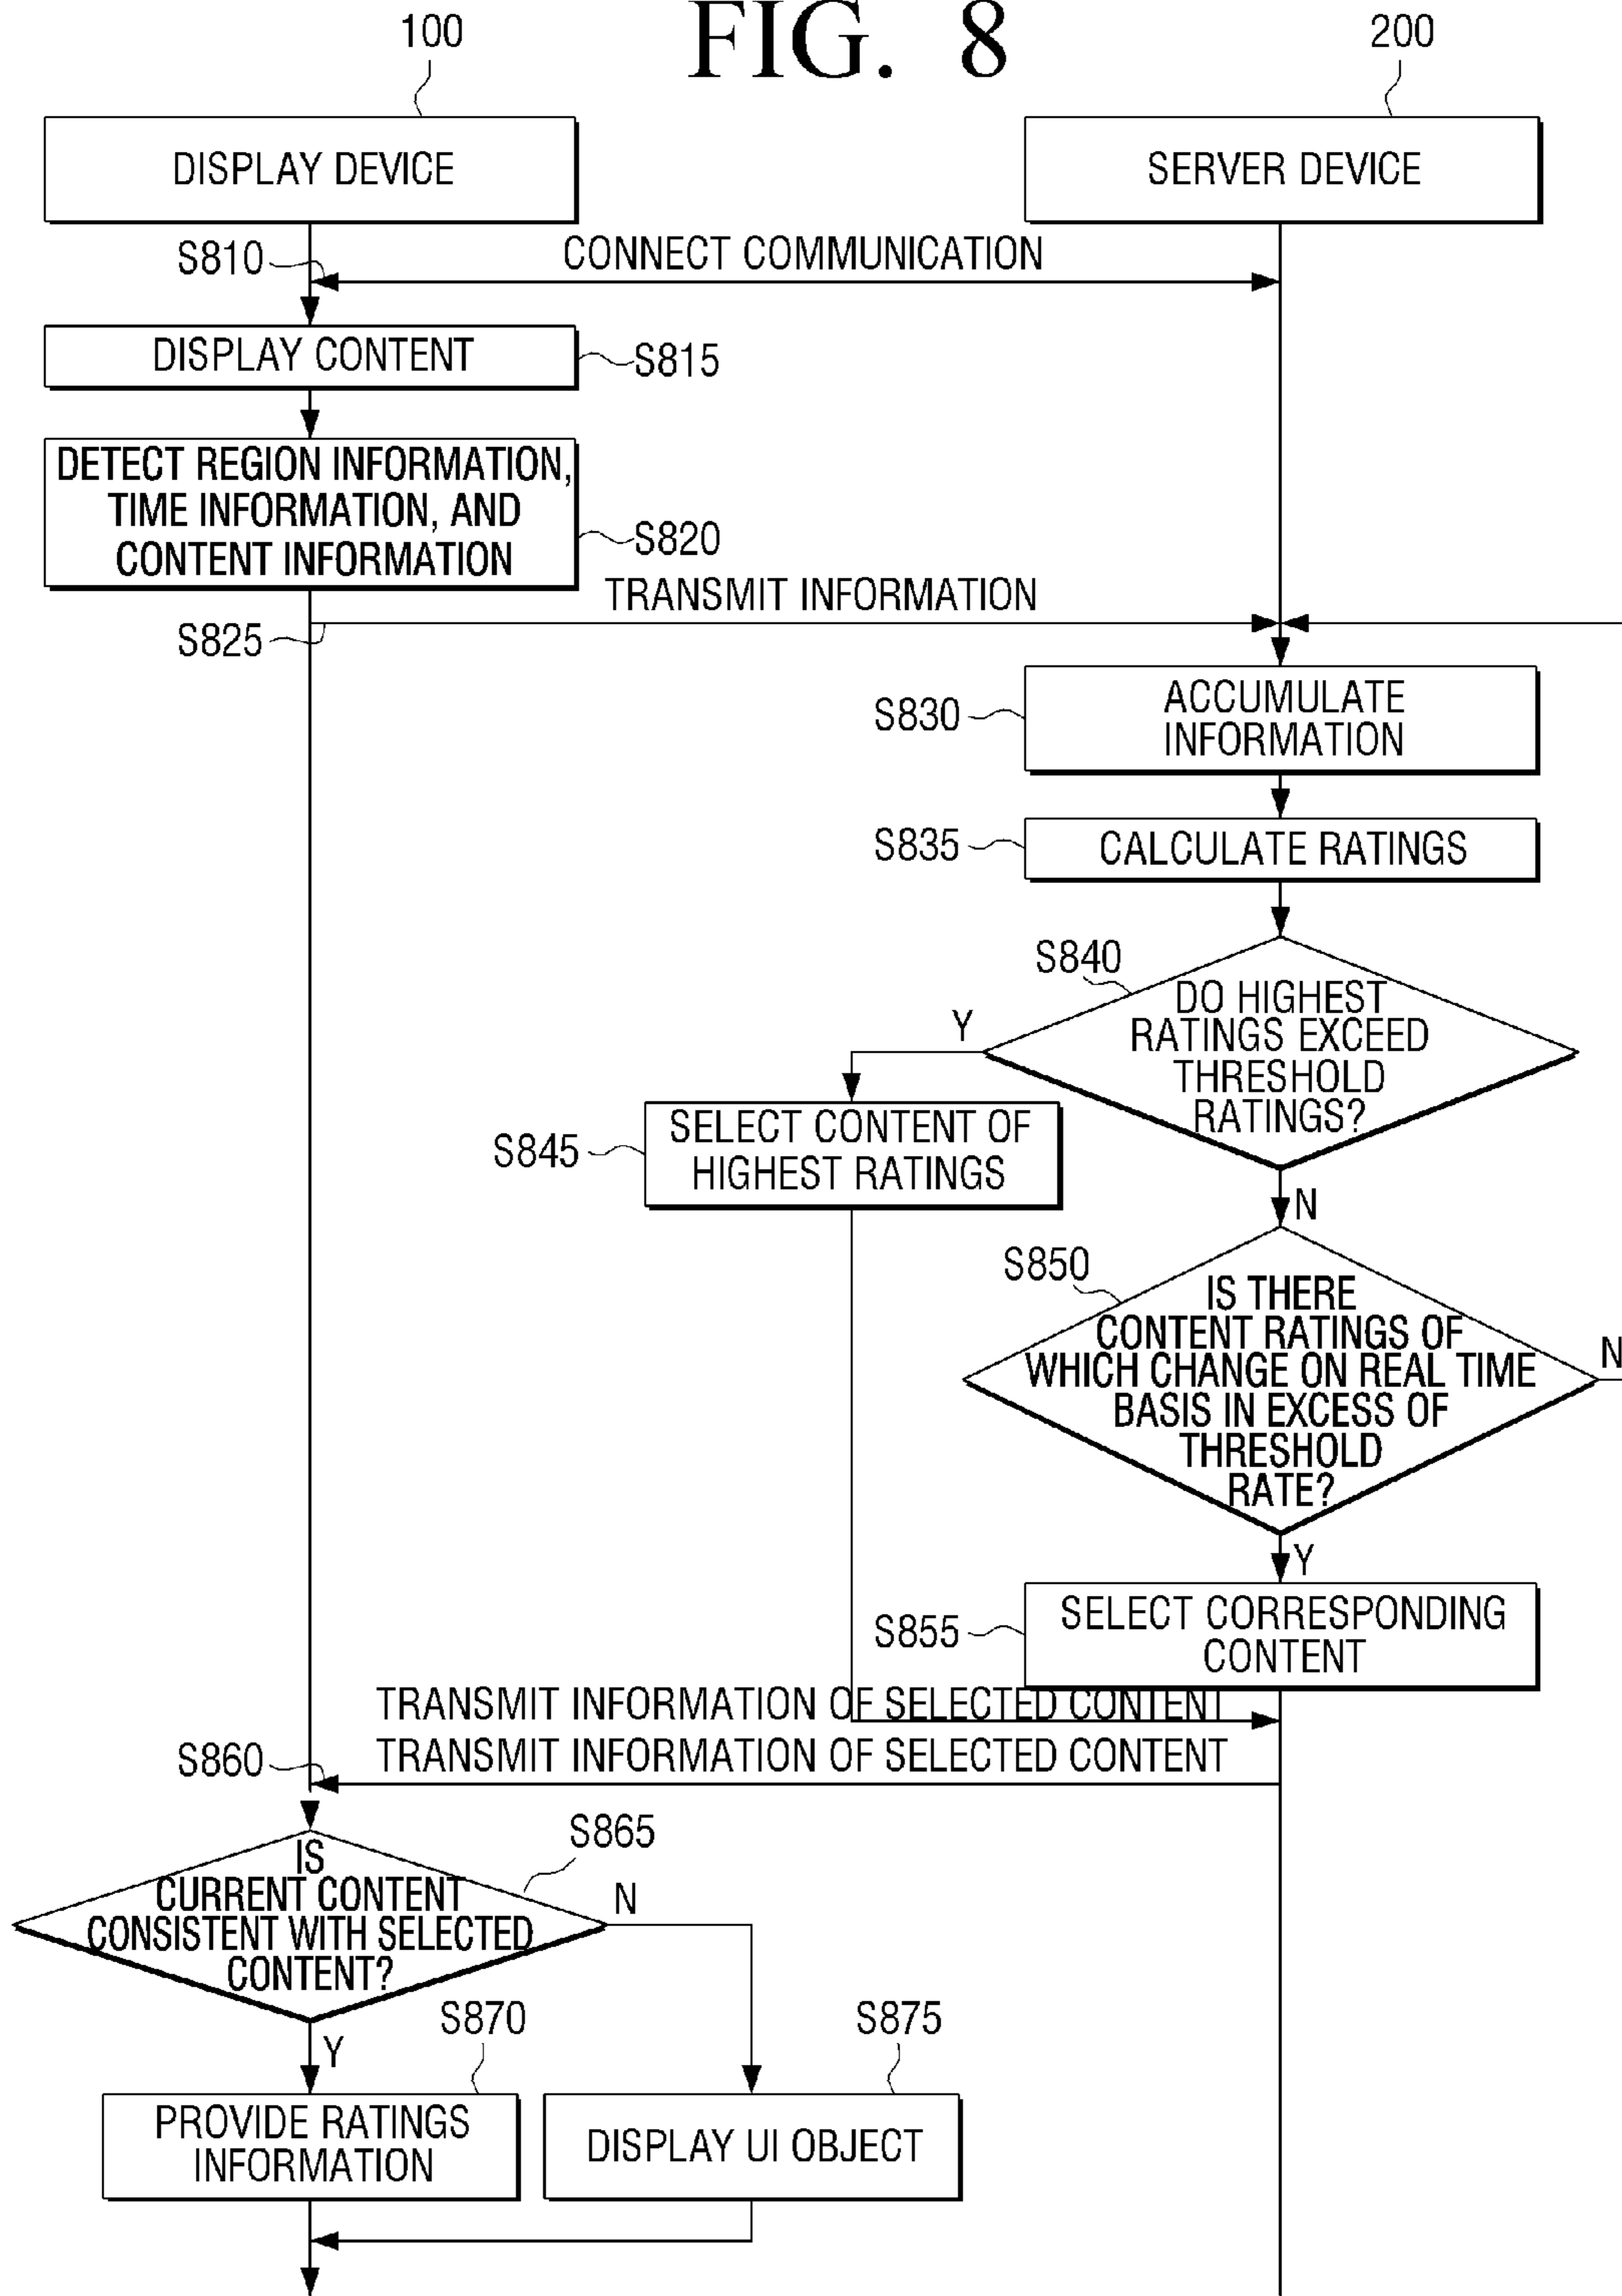 FIG. 8
100
200
DISPLAY DEVICE
SERVER DEVICE
S810
CONNECT COMMUNICATION
DISPLAY CONTENT
S815
DETECT REGION INFORMATION,
TIME INFORMATION, AND
CONTENT INFORMATION
S820
TRANSMIT INFORMATION
S825
S830
ACCUMULATE
INFORMATION
S835
CALCULATE RATINGS
S840
DO HIGHEST
RATINGS EXCEED
THRESHOLD
RATINGS?
Y
S845
SELECT CONTENT OF
HIGHEST RATINGS
N
S850
IS THERE
CONTENT RATINGS OF
WHICH CHANGE ON REAL TIME
BASIS IN EXCESS OF
THRESHOLD
RATE?
N
Y
S855
SELECT CORRESPONDING
CONTENT
TRANSMIT INFORMATION OF SELECTED CONTENT
TRANSMIT INFORMATION OF SELECTED CONTENT
S860
S865
IS
CURRENT CONTENT
CONSISTENT WITH SELECTED
CONTENT?
N
Y
S870
S875
PROVIDE RATINGS
INFORMATION
DISPLAY UI OBJECT